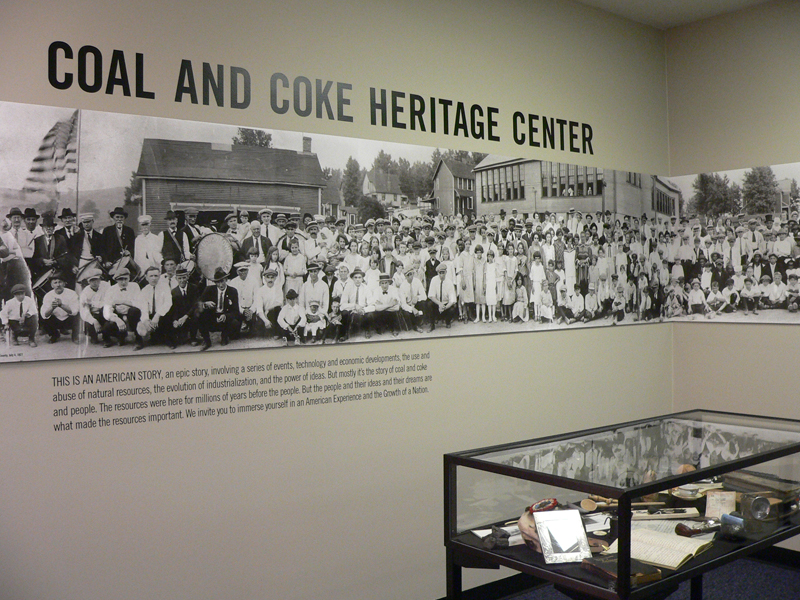 COAL AND COKE HERITAGE CENTER
THIS IS AN AMERICAN STORY, an epic story, involving a series of events, technology and economic developments, the use and
abuse of natural resources, the evolution of industrialization, and the power of ideas. But mostly it's the story of coal and coke
and people. The resources were here for millions of years before the people. But the people and their ideas and their dreams are
what made the resources important. We invite you to immerse yourself in an American Experience and the Growth of a Nation.